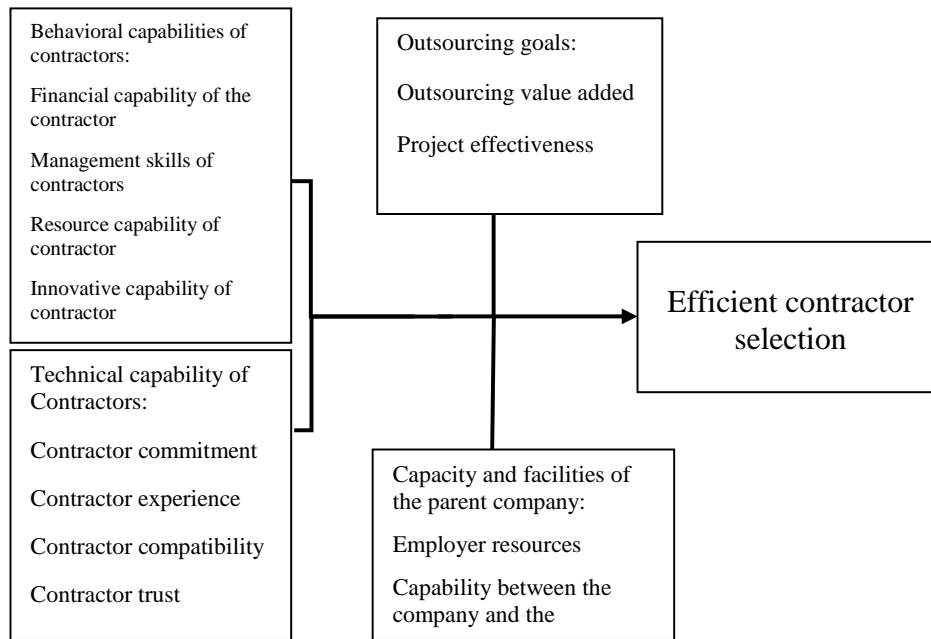 Behavioral capabilities of
contractors:
Financial capability of the
contractor
Management skills of
contractors
Resource capability of
contractor
Innovative capability of
contractor
Technical capability of
Contractors:
Contractor commitment
Contractor experience
Contractor compatibility
Contractor trust
Outsourcing goals:
Outsourcing value added
Project effectiveness
Capacity and facilities of
the parent company:
Employer resources
Capability between the
company and the
Efficient contractor
selection